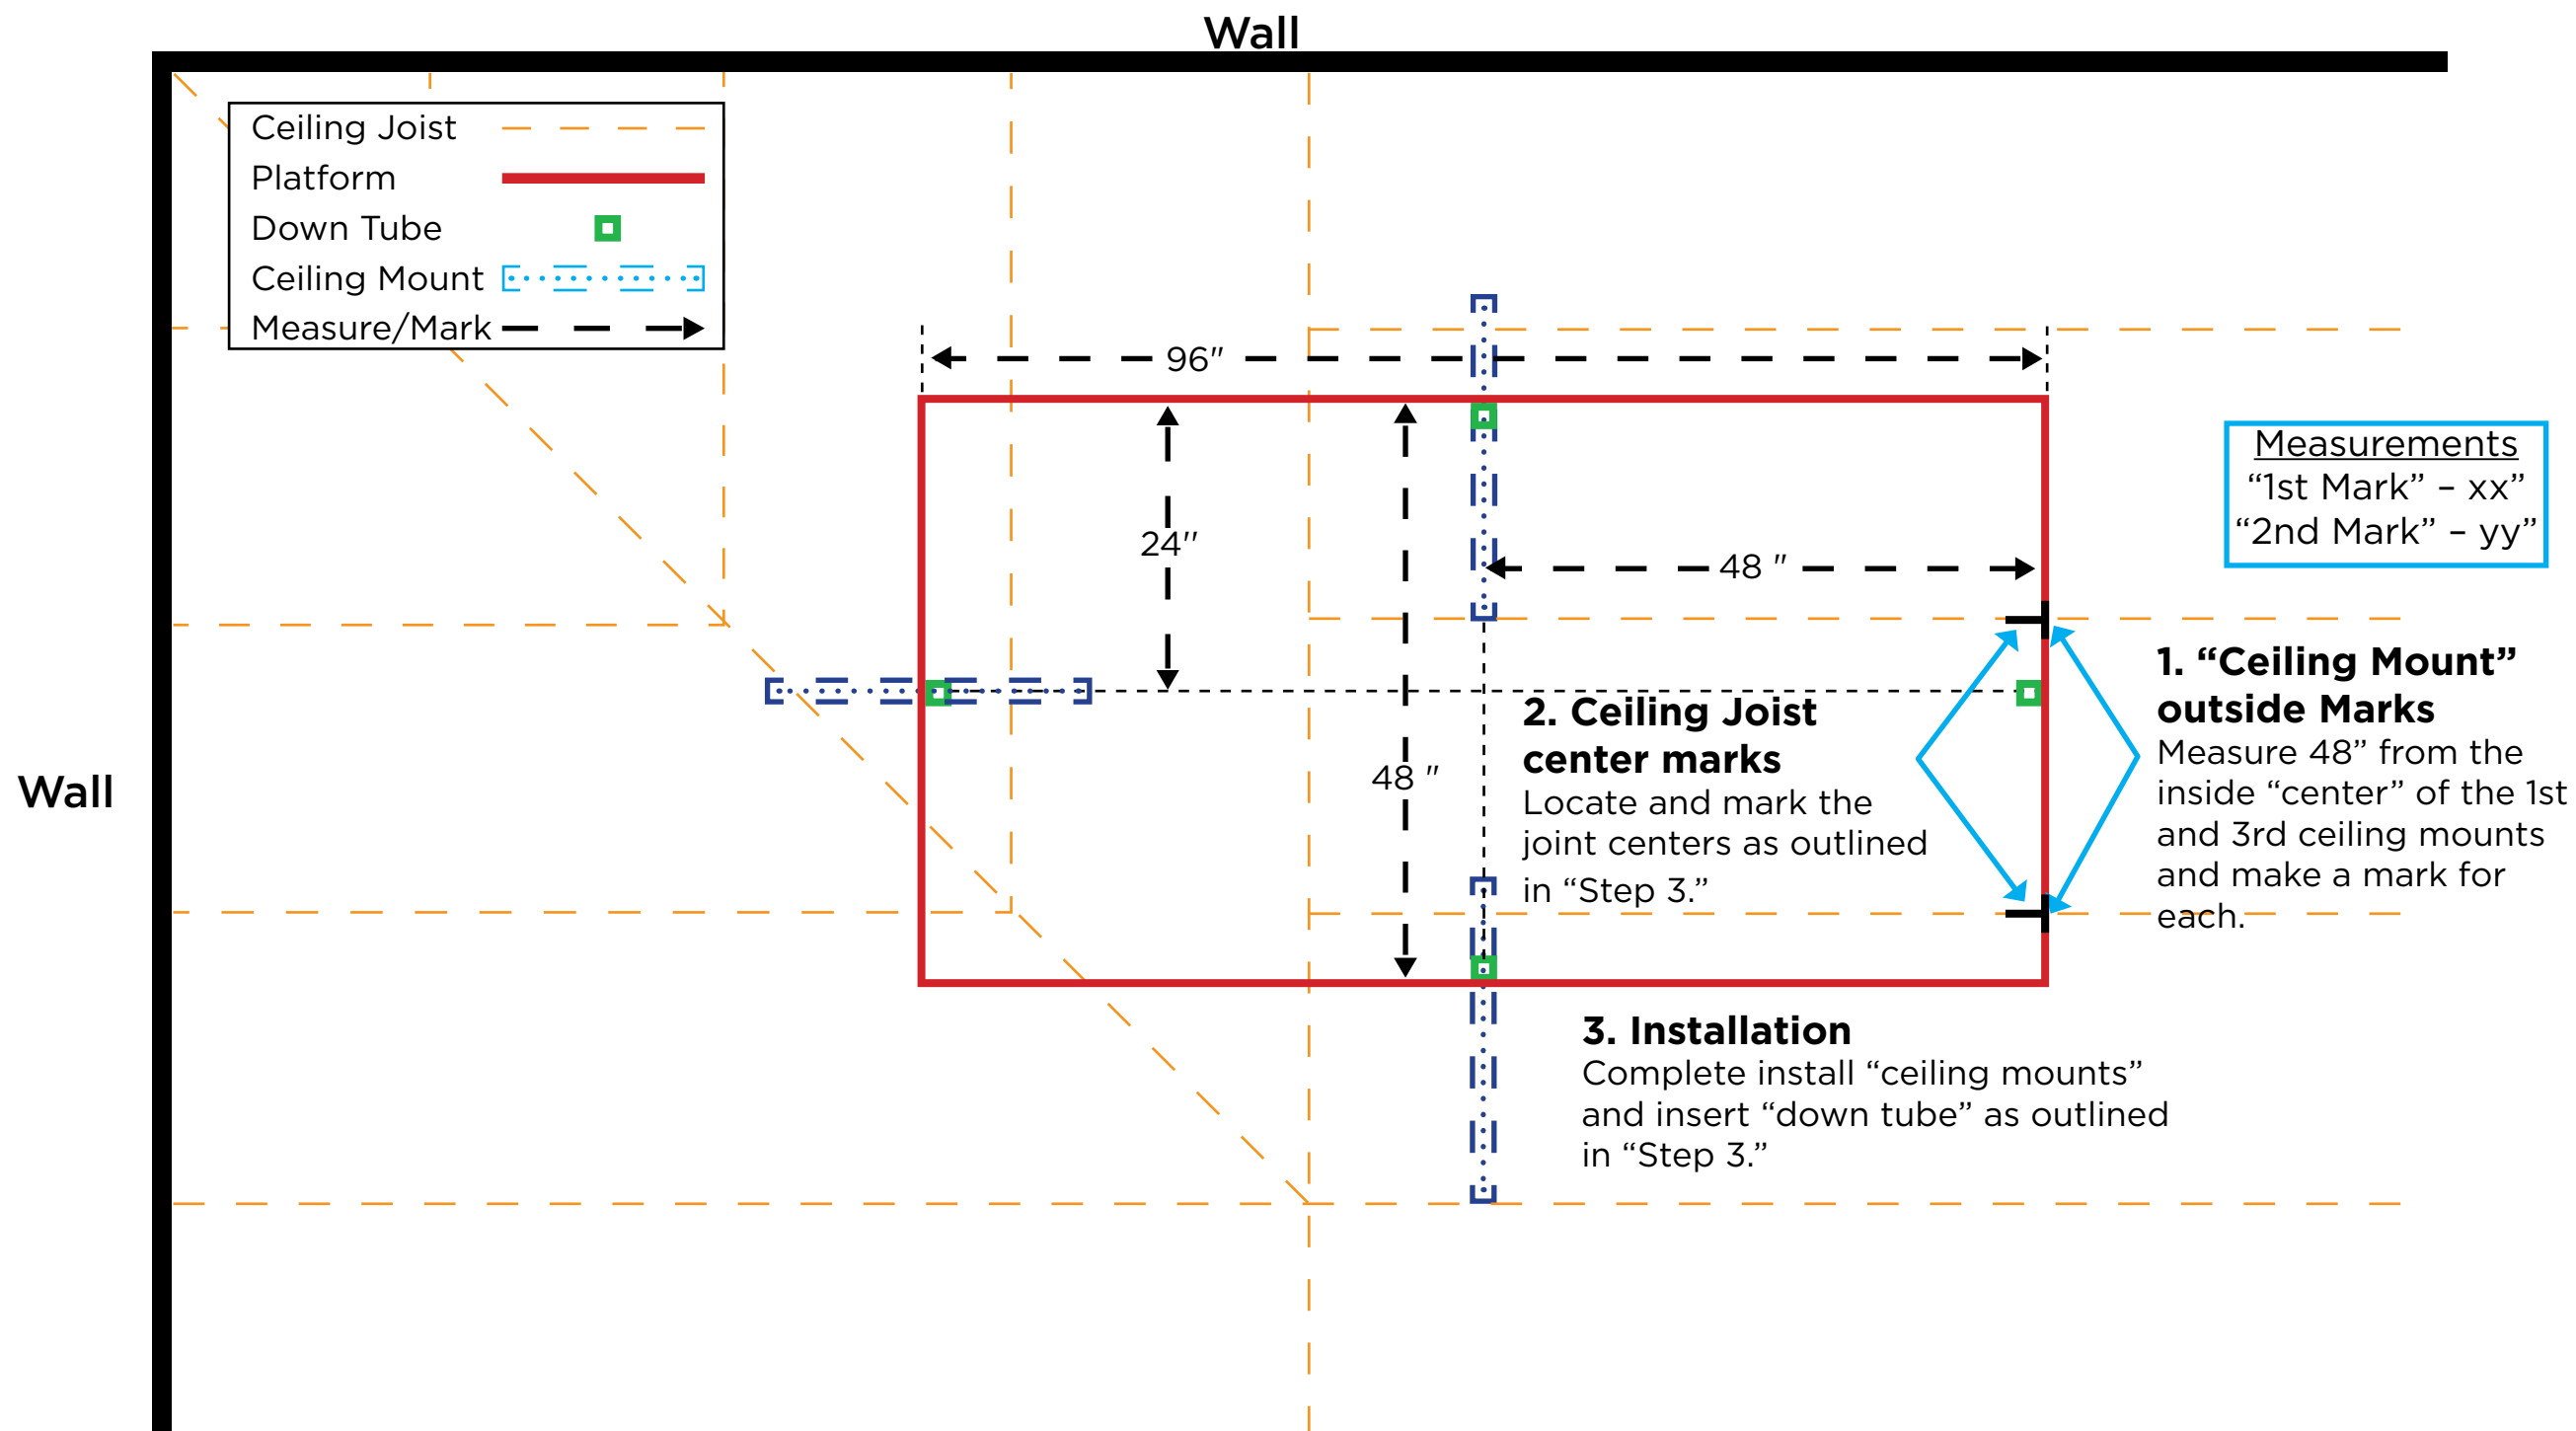 Wall
Ceiling Joist
Platform
Down Tube
Ceiling Mount
Measure/Mark
96"
24''
48 "
48 "
Measurements
“1st Mark” – xx”
“2nd Mark” – yy”
1. “Ceiling Mount”
outside Marks
Measure 48” from the
inside “center” of the 1st
and 3rd ceiling mounts
and make a mark for
each.
2. Ceiling Joist
center marks
Locate and mark the
joint centers as outlined
in “Step 3.”
Wall
3. Installation
Complete install “ceiling mounts”
and insert “down tube” as outlined
in “Step 3.”